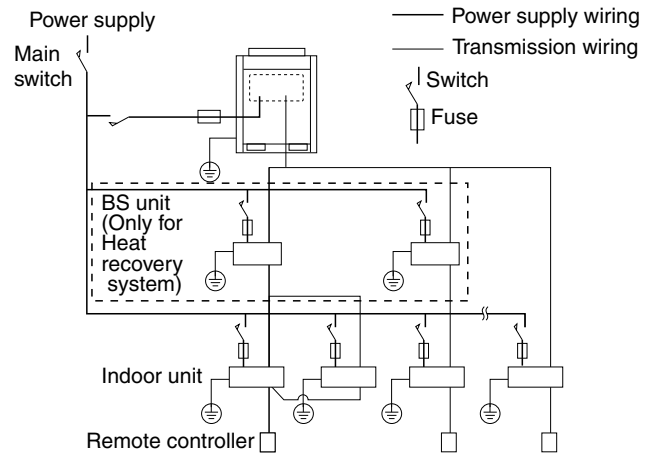 Power supply
Main
switch
Power supply wiring
Transmission wiring
Switch
Fuse
BS unit
(Only for
Heat
recovery
system)
Indoor unit
Remote controller